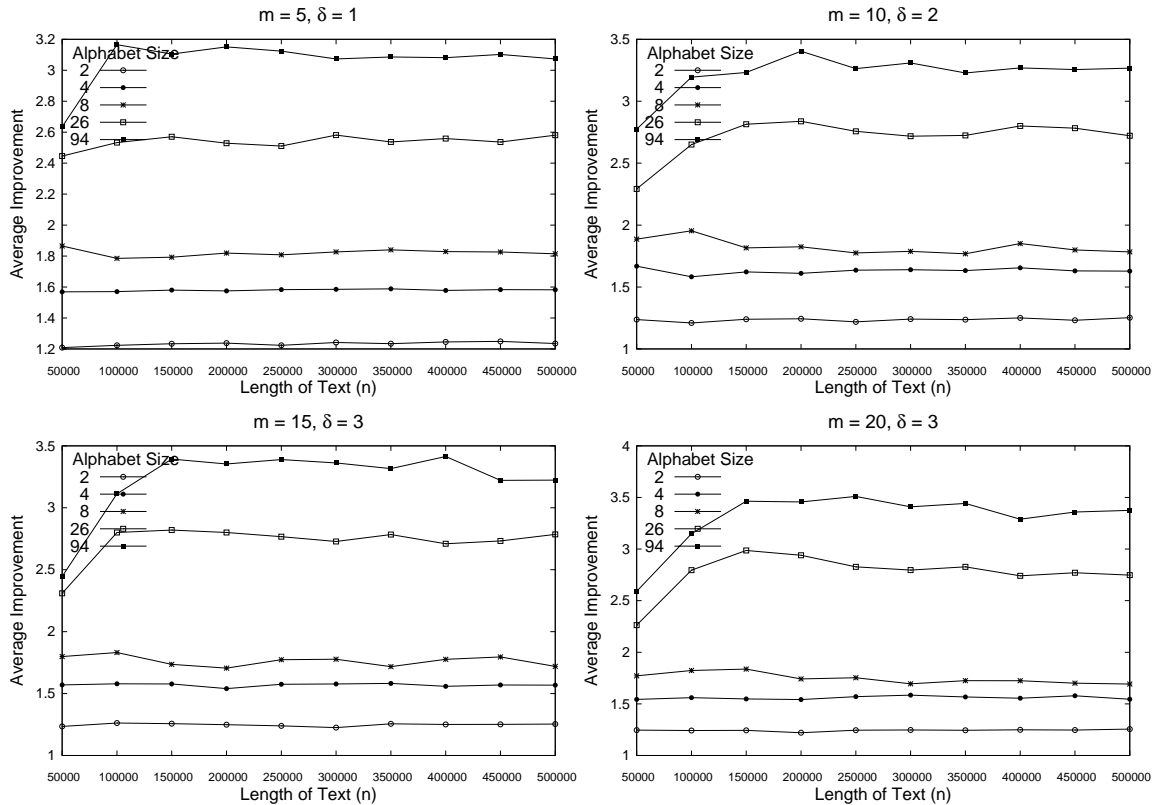 m = 5, δ = 1
Average Improvement
3.2
3
2.8
2.6
2.4
2.2
2
1.8
1.6
1.4
1.2
Alphabet Size
2
4
8
26
94
50000 100000 150000 200000 250000 300000 350000 400000 450000 500000
Length of Text (n)
m = 10, δ = 2
Average Improvement
3.5
3
2.5
2
1.5
1
Alphabet Size
2
4
8
26
94
50000 100000 150000 200000 250000 300000 350000 400000 450000 500000
Length of Text (n)
m = 15, δ = 3
Average Improvement
3.5
3
2.5
2
1.5
1
Alphabet Size
2
4
8
26
94
50000 100000 150000 200000 250000 300000 350000 400000 450000 500000
Length of Text (n)
m = 20, δ = 3
Average Improvement
4
3.5
3
2.5
2
1.5
1
Alphabet Size
2
4
8
26
94
50000 100000 150000 200000 250000 300000 350000 400000 450000 500000
Length of Text (n)